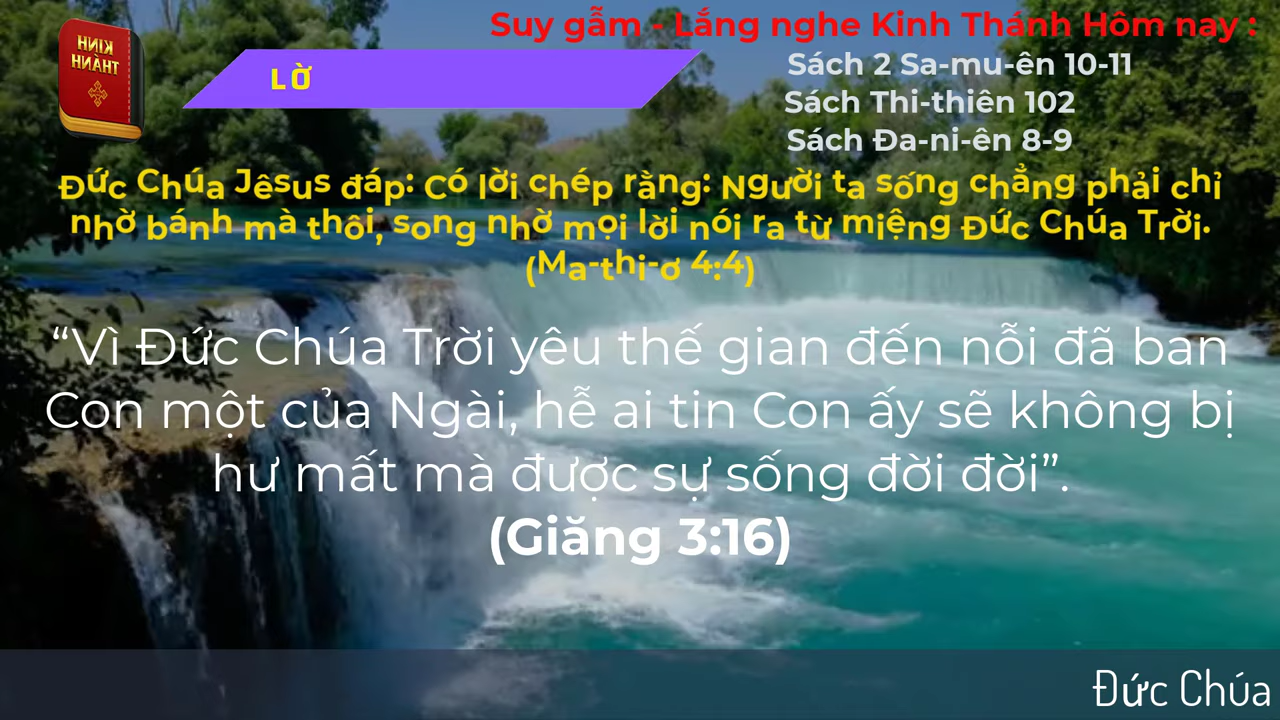 Suy gẫm - Lắng nghe Kinh Thánh Hôm nay :
KINH
THÁNH
LỜ
Sách 2 Sa-mu-ên 10-11
Sách Thi-thiên 102
Sách Đa-ni-ên 8-9
Đức Chúa Jêsus đáp: Có lời chép rằng: Người ta sống chẳng phải chỉ
nhờ bánh mà thôi, song nhờ mọi lời nói ra từ miệng Đức Chúa Trời.
(Ma-thi-ơ 4:4)
“Vì Đức Chúa Trời yêu thế gian đến nỗi đã ban
Con một của Ngài, hễ ai tin Con ấy sẽ không bị
hư mất mà được sự sống đời đời”.
(Giăng 3:16)
Đức Chúa